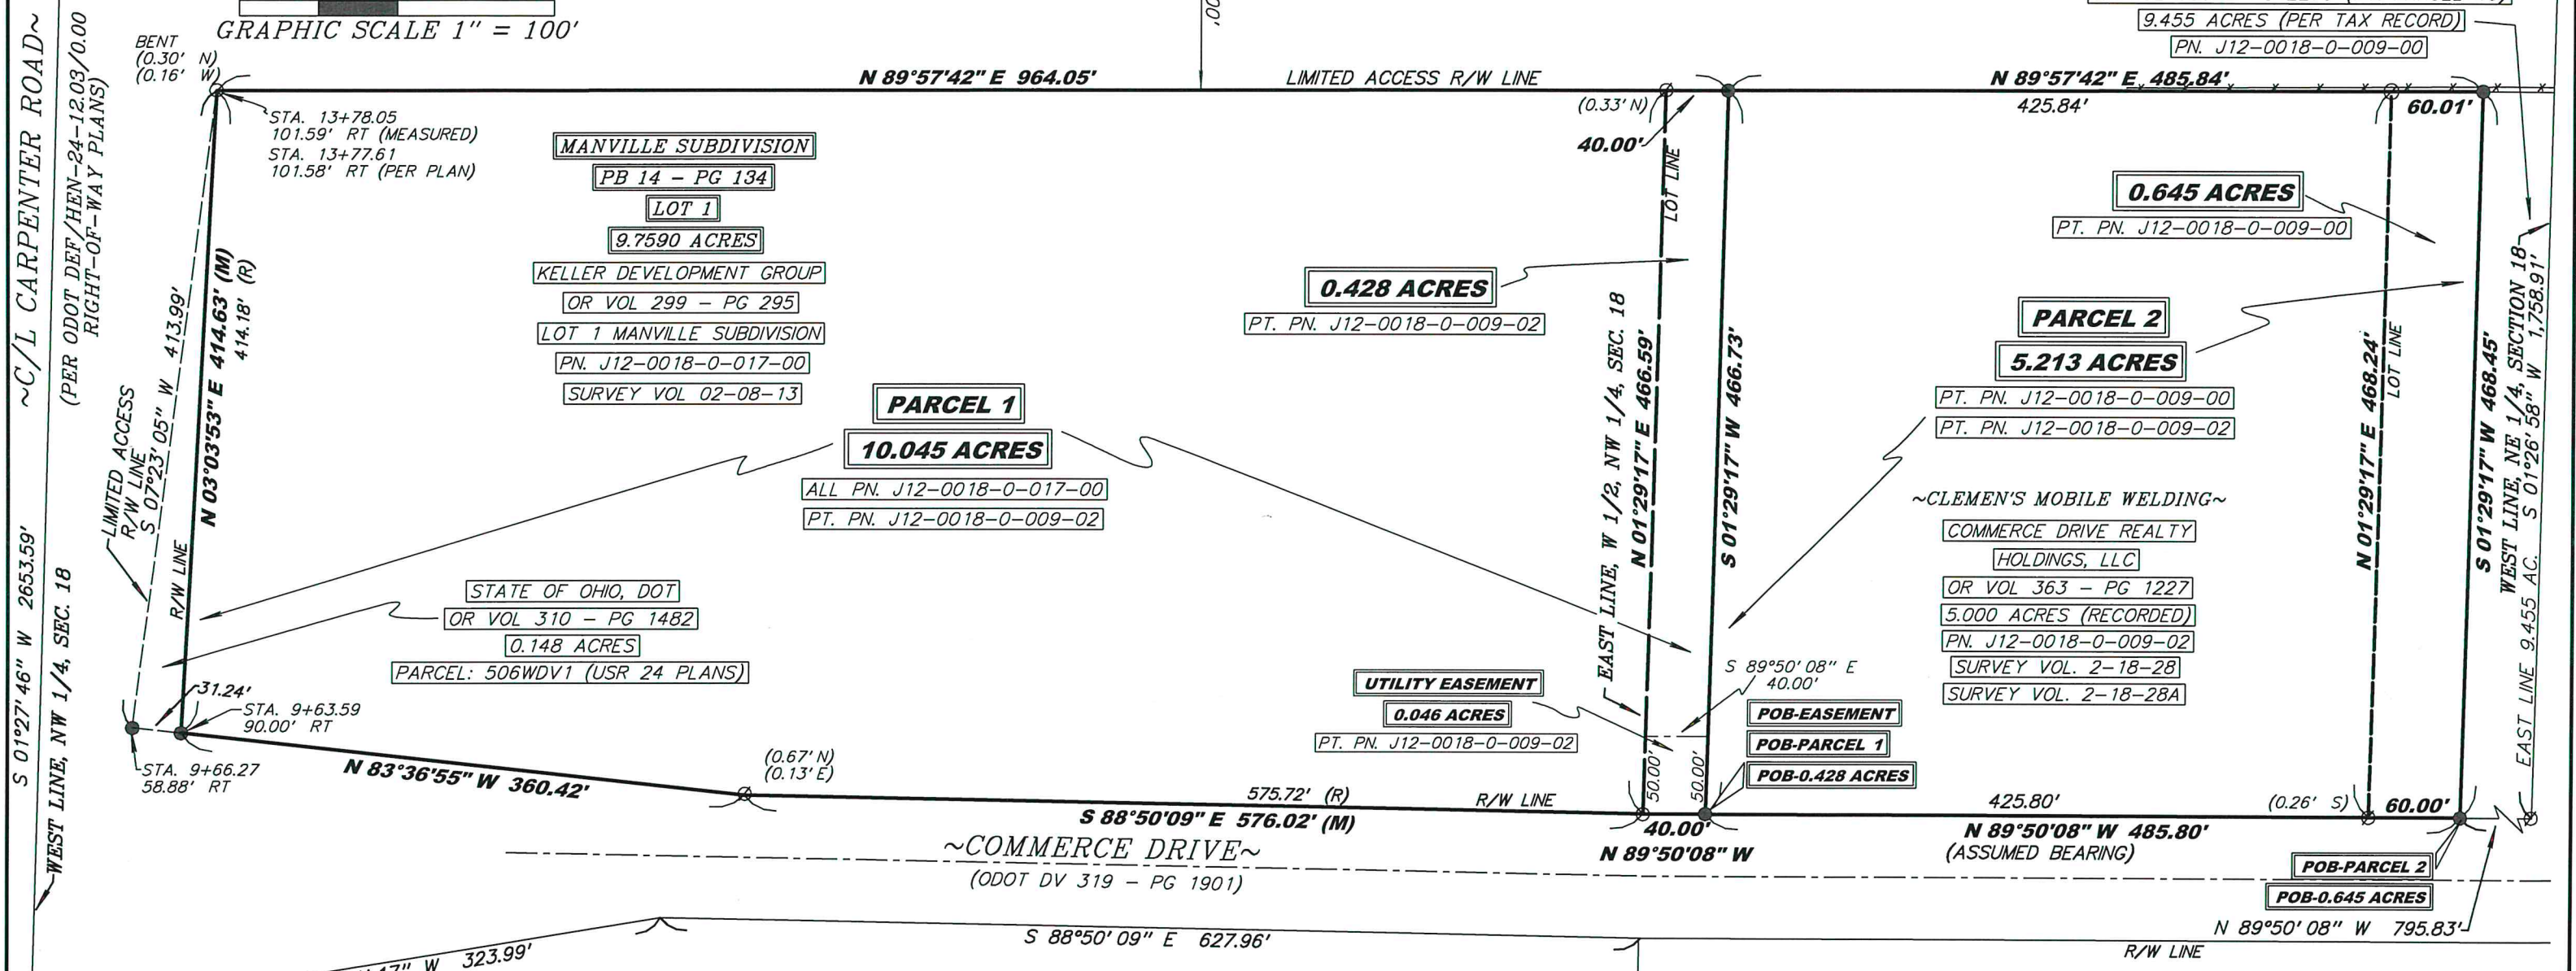 GRAPHIC SCALE 1" = 100'
~C/L CARPENTER ROAD~
(PER ODOT DEF/HEN-24-12.03/0.00
RIGHT-OF-WAY PLANS)
S 01°27'46" W 2653.59'
WEST LINE, NW 1/4, SEC. 18
BENT
(0.30' N)
(0.16' W)
STA. 13+78.05
101.59' RT (MEASURED)
STA. 13+77.61
101.58' RT (PER PLAN)
N 89°57'42" E 964.05'
LIMITED ACCESS R/W LINE
MANVILLE SUBDIVISION
PB 14 - PG 134
LOT 1
9.7590 ACRES
KELLER DEVELOPMENT GROUP
OR VOL 299 - PG 295
LOT 1 MANVILLE SUBDIVISION
PN. J12-0018-0-017-00
SURVEY VOL 02-08-13
LIMITED ACCESS
R/W LINE
S 07°23'05" W 413.99'
N 03°03'53" E 414.63' (M)
414.18' (R)
R/W LINE
PARCEL 1
10.045 ACRES
ALL PN. J12-0018-0-017-00
PT. PN. J12-0018-0-009-02
STATE OF OHIO, DOT
OR VOL 310 - PG 1482
0.148 ACRES
PARCEL: 506WDV1 (USR 24 PLANS)
31.24'
STA. 9+63.59
90.00' RT
STA. 9+66.27
58.88' RT
N 83°36'55" W 360.42'
(0.67' N)
(0.13' E)
575.72' (R)
R/W LINE
S 88°50'09" E 576.02' (M)
~COMMERCE DRIVE~
(ODOT DV 319 - PG 1901)
(0.33' N)
40.00'
LOT LINE
0.428 ACRES
PT. PN. J12-0018-0-009-02
EAST LINE, W 1/2, NW 1/4, SEC. 18
N 01°29'17" E 466.59'
S 01°29'17" W 466.73'
UTILITY EASEMENT
0.046 ACRES
PT. PN. J12-0018-0-009-02
S 89°50'08" E
40.00'
50.00'
50.00'
POB-EASEMENT
POB-PARCEL 1
POB-0.428 ACRES
40.00'
N 89°50'08" W
9.455 ACRES (PER TAX RECORD)
PN. J12-0018-0-009-00
N 89°57'42" E 485.84'
425.84'
60.01'
0.645 ACRES
PT. PN. J12-0018-0-009-00
PARCEL 2
5.213 ACRES
PT. PN. J12-0018-0-009-00
PT. PN. J12-0018-0-009-02
~CLEMEN'S MOBILE WELDING~
COMMERCE DRIVE REALTY
HOLDINGS, LLC
OR VOL 363 - PG 1227
5.000 ACRES (RECORDED)
PN. J12-0018-0-009-02
SURVEY VOL. 2-18-28
SURVEY VOL. 2-18-28A
N 01°29'17" E 468.24'
LOT LINE
S 01°29'17" W 468.45'
WEST LINE, NE 1/4, SECTION 18
EAST LINE 9.455 AC. S 01°26'58" W 1,758.91'
425.80'
(0.26' S)
60.00'
N 89°50'08" W 485.80'
(ASSUMED BEARING)
POB-PARCEL 2
POB-0.645 ACRES
N 89°50'08" W 795.83'
R/W LINE
S 88°50'09" E 627.96'
W 323.99'